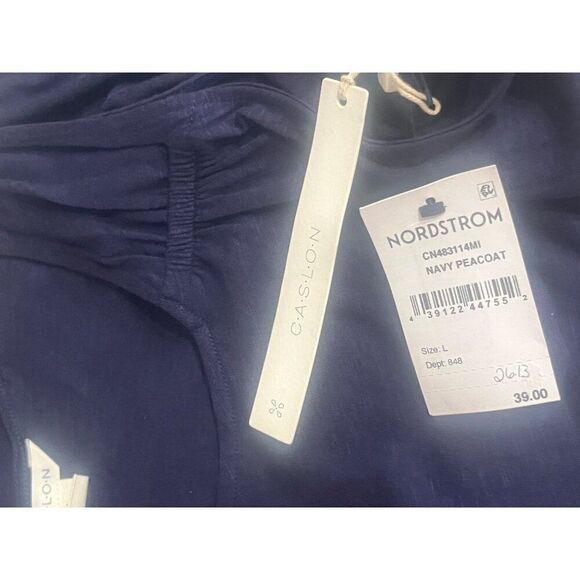 C·A·S·L·O·N
NORDSTROM
CN483114MI
NAVY PEACOAT
4 39122 44755 2
Size: L
Dept: 848
2613
39.00
L·O·N